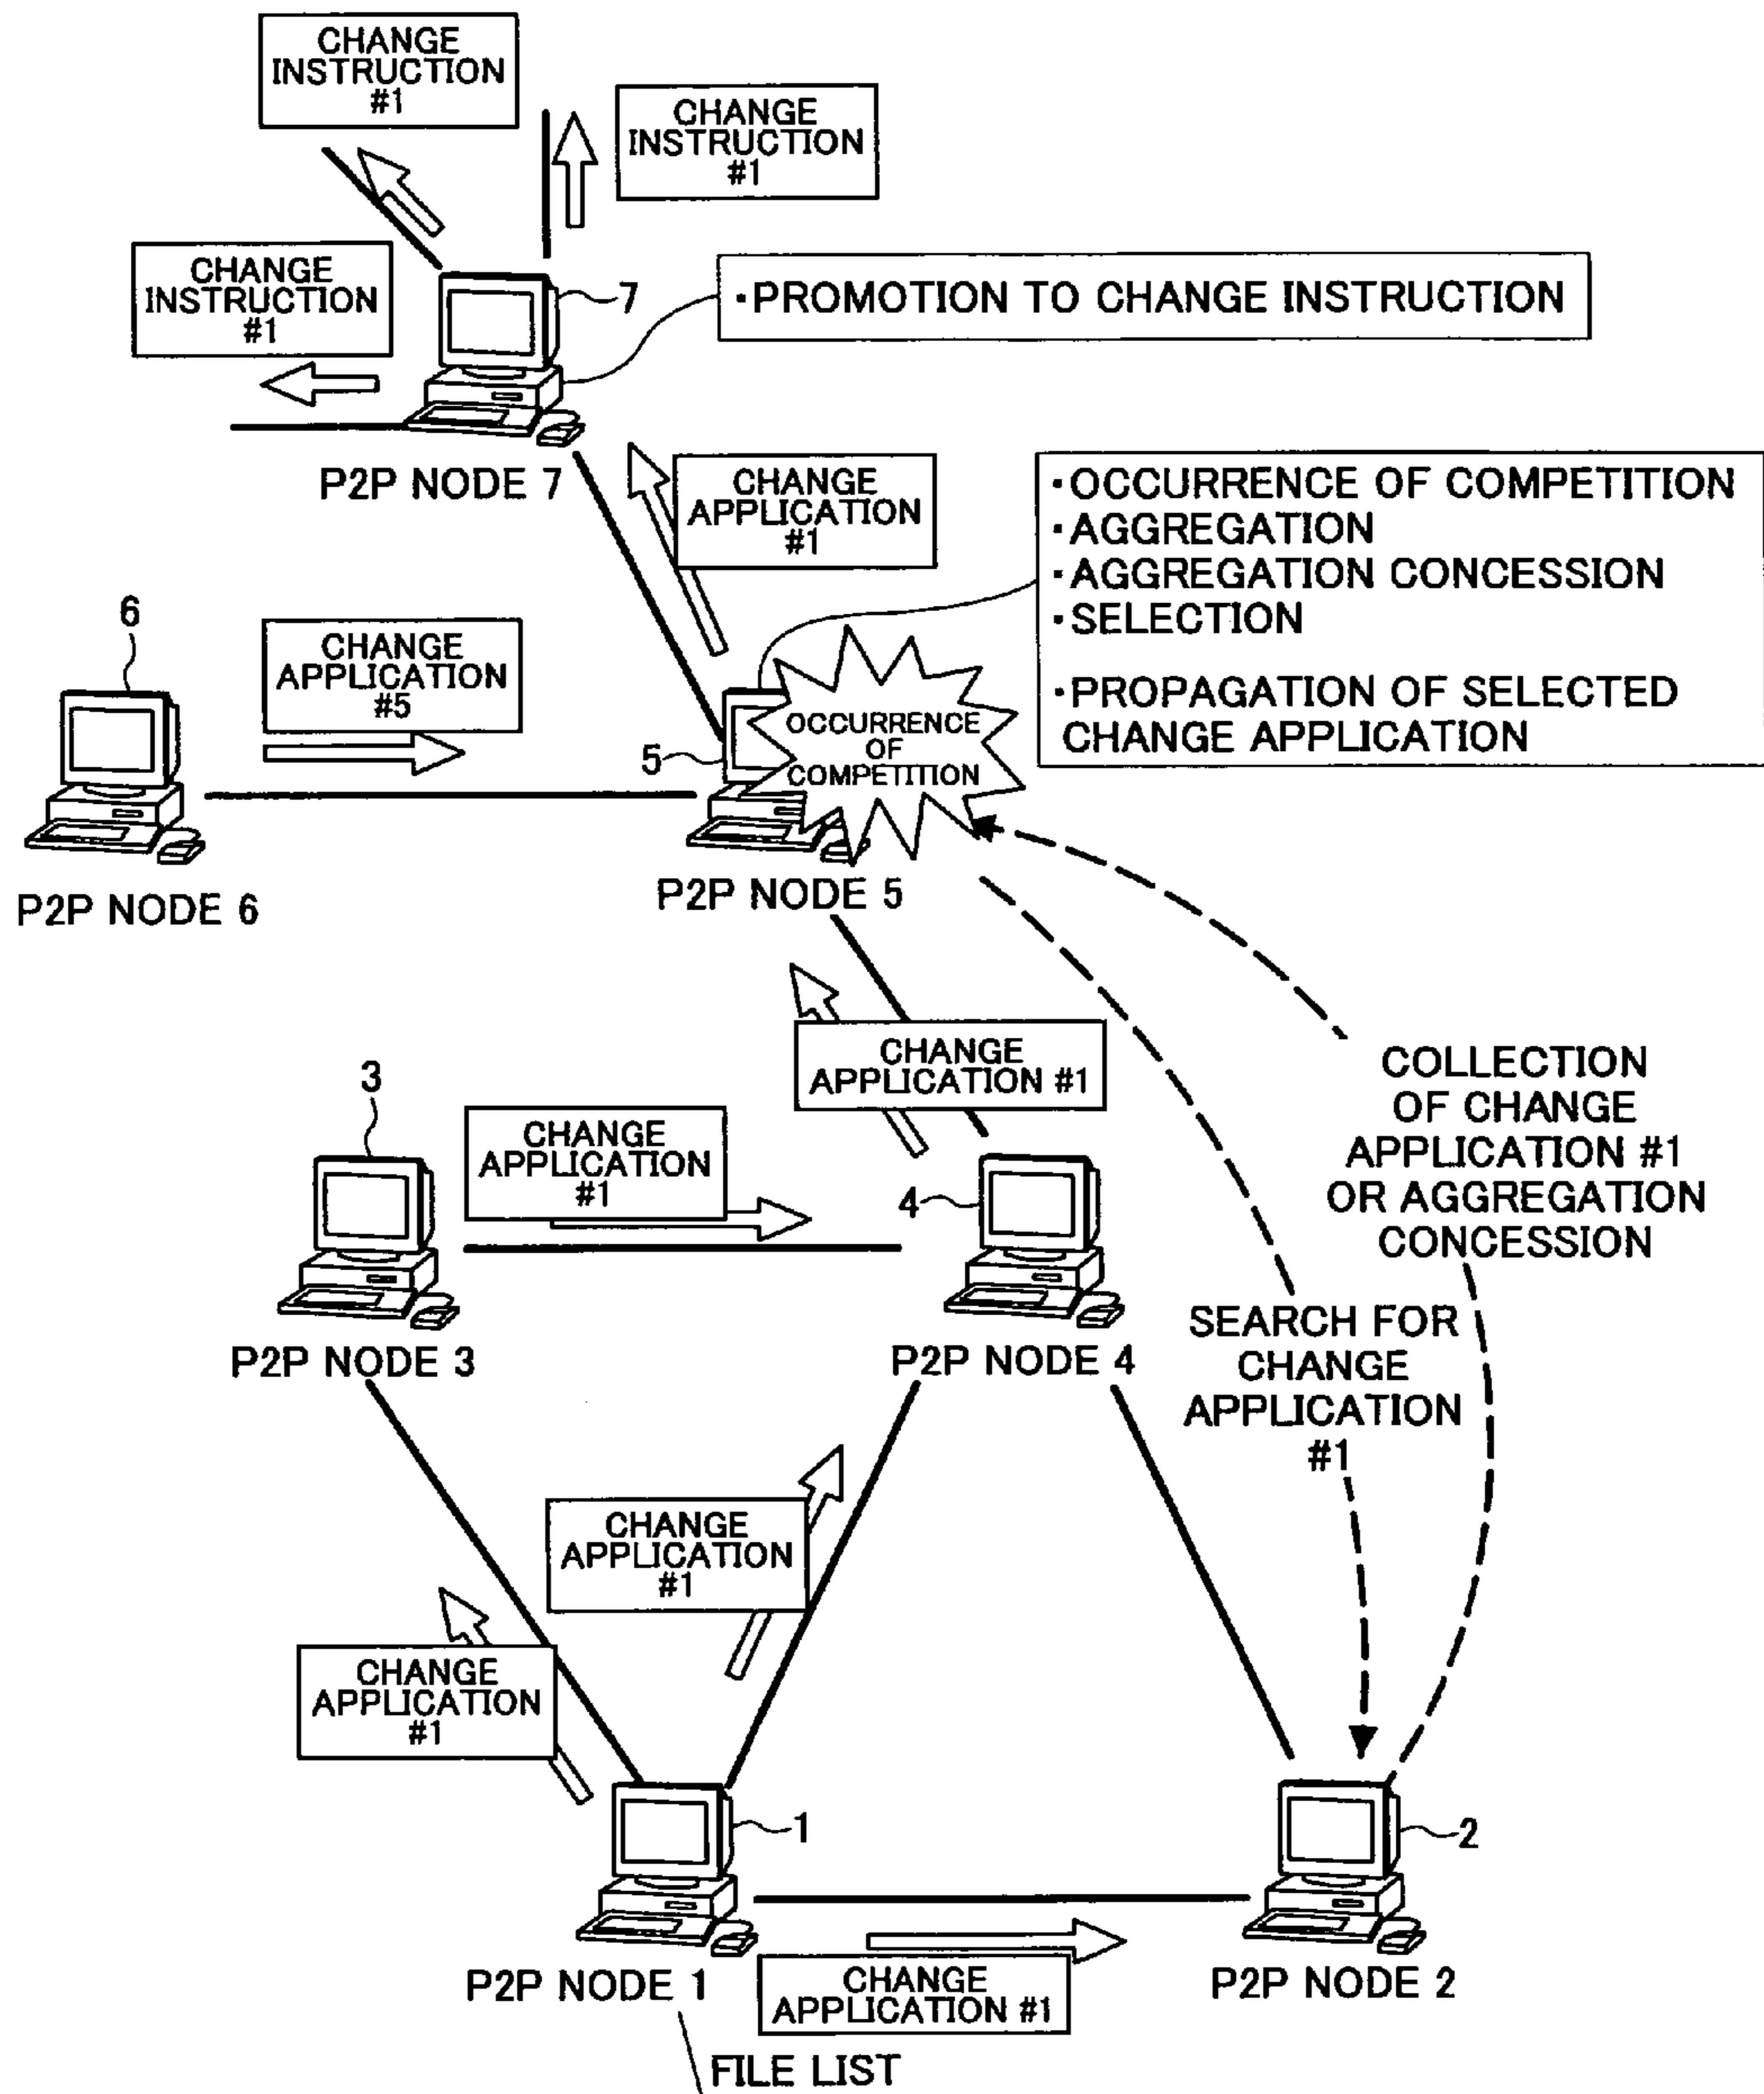 CHANGE
INSTRUCTION
#1
CHANGE
INSTRUCTION
#1
CHANGE
INSTRUCTION
#1
7
・PROMOTION TO CHANGE INSTRUCTION
P2P NODE 7
CHANGE
APPLICATION
#1
・OCCURRENCE OF COMPETITION
・AGGREGATION
・AGGREGATION CONCESSION
・SELECTION
・PROPAGATION OF SELECTED
CHANGE APPLICATION
6
CHANGE
APPLICATION
#5
5
OCCURRENCE
OF
COMPETITION
P2P NODE 6
P2P NODE 5
CHANGE
APPLICATION #1
COLLECTION
OF CHANGE
APPLICATION #1
OR AGGREGATION
CONCESSION
3
CHANGE
APPLICATION
#1
4
P2P NODE 3
P2P NODE 4
SEARCH FOR
CHANGE
APPLICATION
#1
CHANGE
APPLICATION
#1
CHANGE
APPLICATION
#1
1
2
P2P NODE 1
CHANGE
APPLICATION #1
P2P NODE 2
FILE LIST